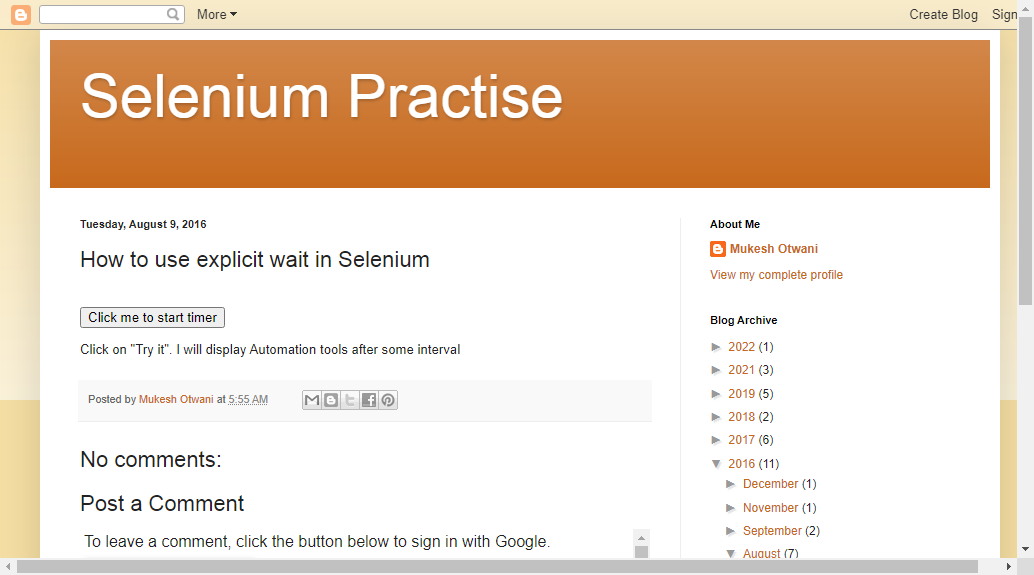 More
Create Blog
Sign
Selenium Practise
Tuesday, August 9, 2016
How to use explicit wait in Selenium
Click me to start timer
Click on "Try it". I will display Automation tools after some interval
Posted by Mukesh Otwani at 5:55 AM
No comments:
Post a Comment
To leave a comment, click the button below to sign in with Google.
About Me
Mukesh Otwani
View my complete profile
Blog Archive
► 2022 (1)
► 2021 (3)
► 2019 (5)
► 2018 (2)
► 2017 (6)
▼ 2016 (11)
► December (1)
► November (1)
► September (2)
▼ August (7)